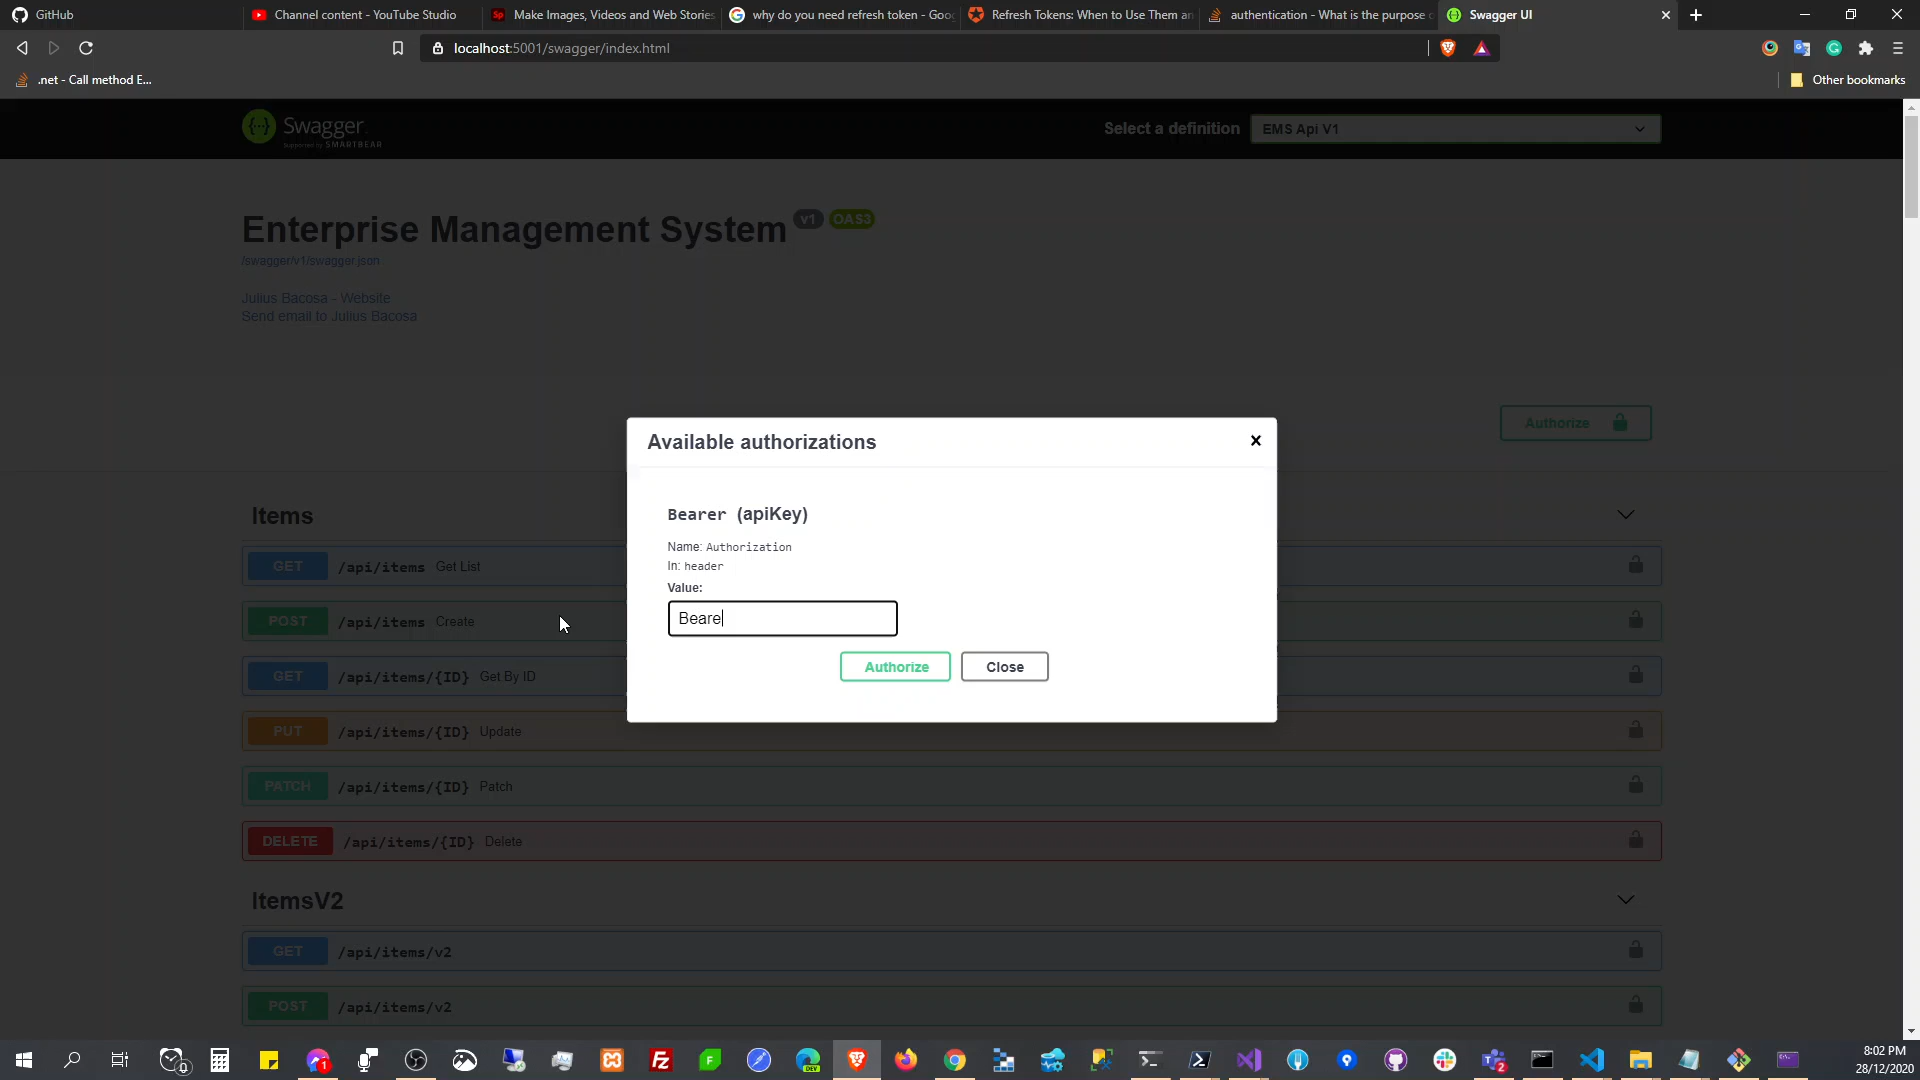 GitHub
Channel content - YouTube Studio
Make Images, Videos and Web Stories
why do you need refresh token - Goo
Refresh Tokens: When to Use Them an
authentication - What is the purpose o
Swagger UI
localhost:5001/swagger/index.html
.net - Call method E...
Other bookmarks
Swagger.
Supported by SMARTBEAR
Select a definition
EMS Api V1
Enterprise Management System v1 OAS3
/swagger/v1/swagger.json
Julius Bacosa - Website
Send email to Julius Bacosa
Authorize
Available authorizations
Bearer (apiKey)
Name: Authorization
In: header
Value:
Beare
Authorize
Close
Items
GET /api/items Get List
POST /api/items Create
GET /api/items/{ID} Get By ID
PUT /api/items/{ID} Update
PATCH /api/items/{ID} Patch
DELETE /api/items/{ID} Delete
ItemsV2
GET /api/items/v2
POST /api/items/v2
8:02 PM
28/12/2020